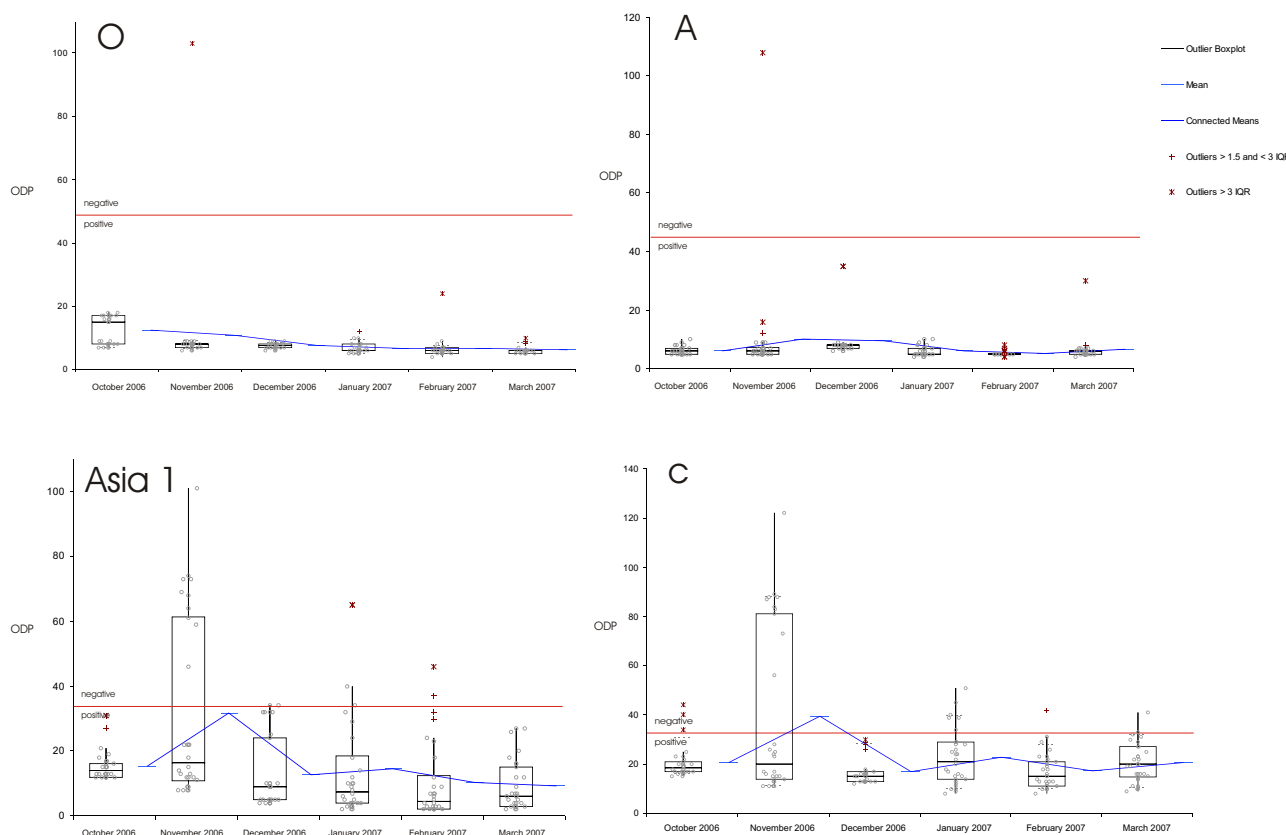 O
100
80
60
ODP
negative
positive
40
20
0
October 2006 November 2006 December 2006 January 2007 February 2007 March 2007
A
120
100
80
60
ODP
negative
positive
40
20
0
October 2006 November 2006 December 2006 January 2007 February 2007 March 2007
Outlier Boxplot
Mean
Connected Means
Outliers > 1.5 and < 3 IQR
Outliers > 3 IQR
Asia 1
100
80
60
ODP
40
negative
positive
20
0
October 2006 November 2006 December 2006 January 2007 February 2007 March 2007
C
140
120
100
80
ODP
60
40
negative
positive
20
0
October 2006 November 2006 December 2006 January 2007 February 2007 March 2007